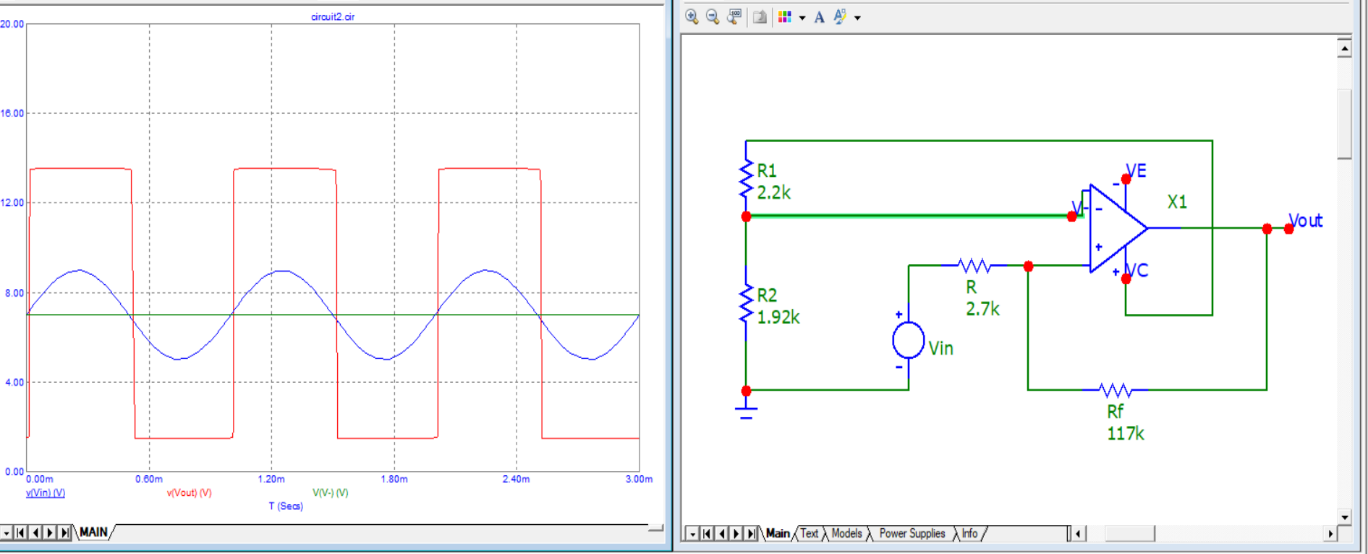 circuit2.cir
20.00
16.00
12.00
8.00
4.00
0.00
0.00m 0.60m 1.20m 1.80m 2.40m 3.00m
v(Vin) (V) v(Vout) (V) V(V-) (V)
T (Secs)
MAIN
A
R1
2.2k
R2
1.92k
V-
VE
X1
Vout
VC
R
2.7k
Vin
Rf
117k
Main Text Models Power Supplies Info